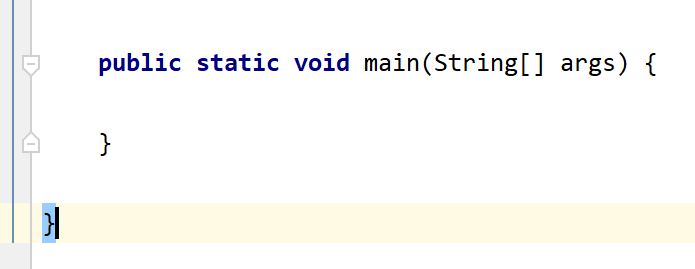 public static void main(String[] args) {
}
}